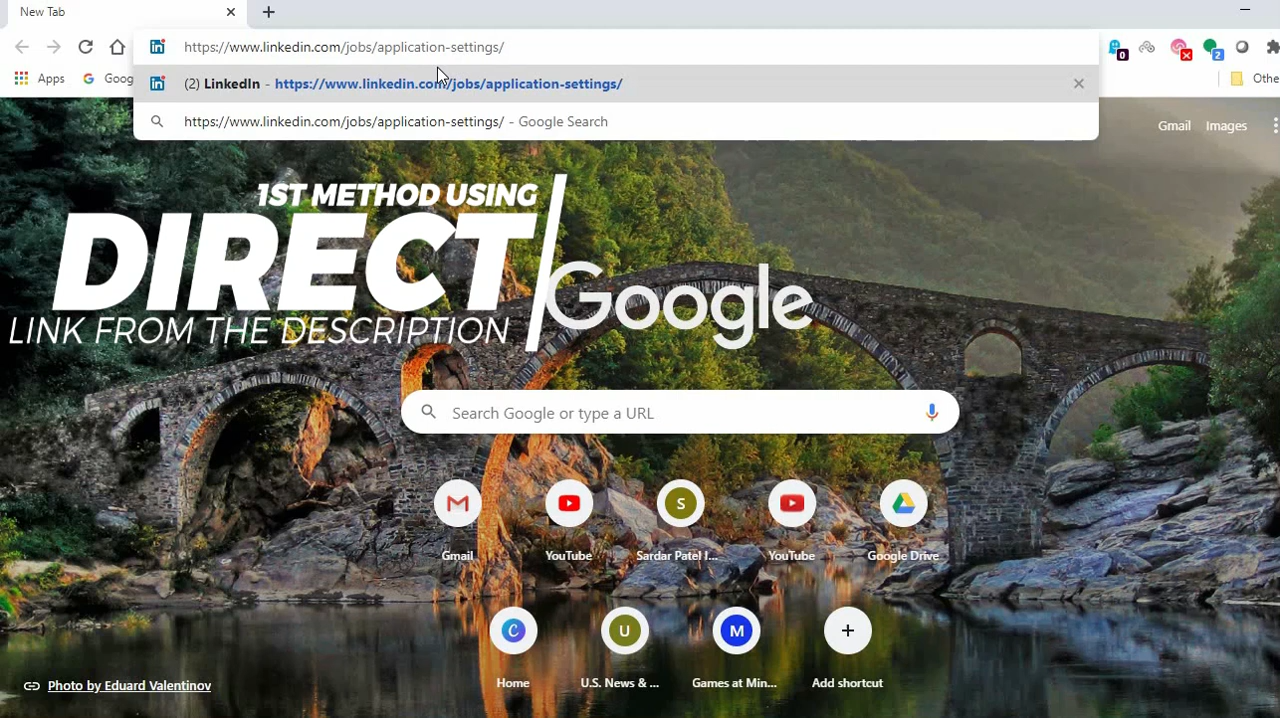 New Tab
https://www.linkedin.com/jobs/application-settings/
(2) LinkedIn - https://www.linkedin.com/jobs/application-settings/
https://www.linkedin.com/jobs/application-settings/ - Google Search
0
2
Apps
Goog
Othe
Gmail Images
1ST METHOD USING
DIRECT
LINK FROM THE DESCRIPTION
Google
Search Google or type a URL
S
Gmail YouTube Sardar Patel I... YouTube Google Drive
U M
Home U.S. News & ... Games at Min... Add shortcut
Photo by Eduard Valentinov